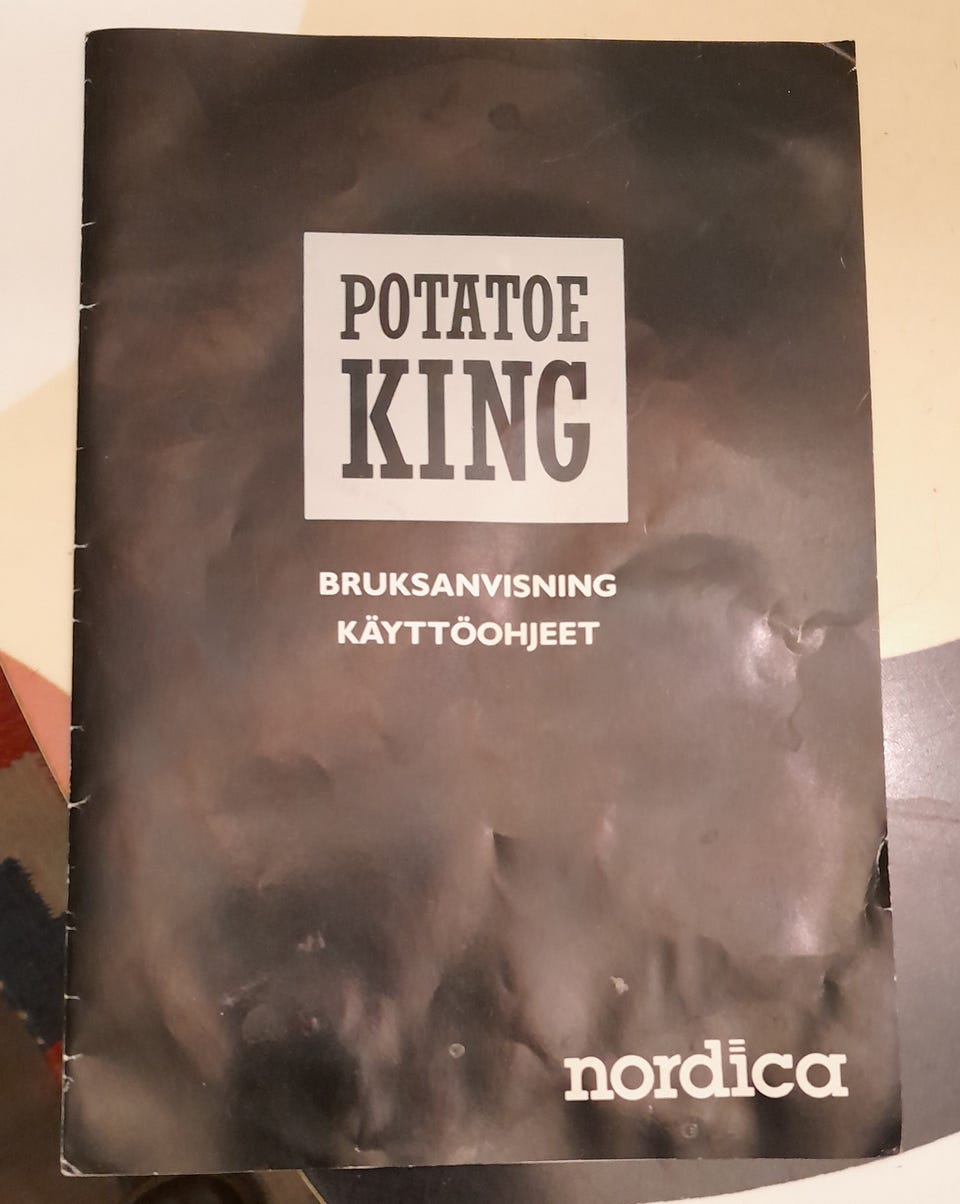 POTATOE
KING
BRUKSANVISNING
KÄYTTÖOHJEET
nordica